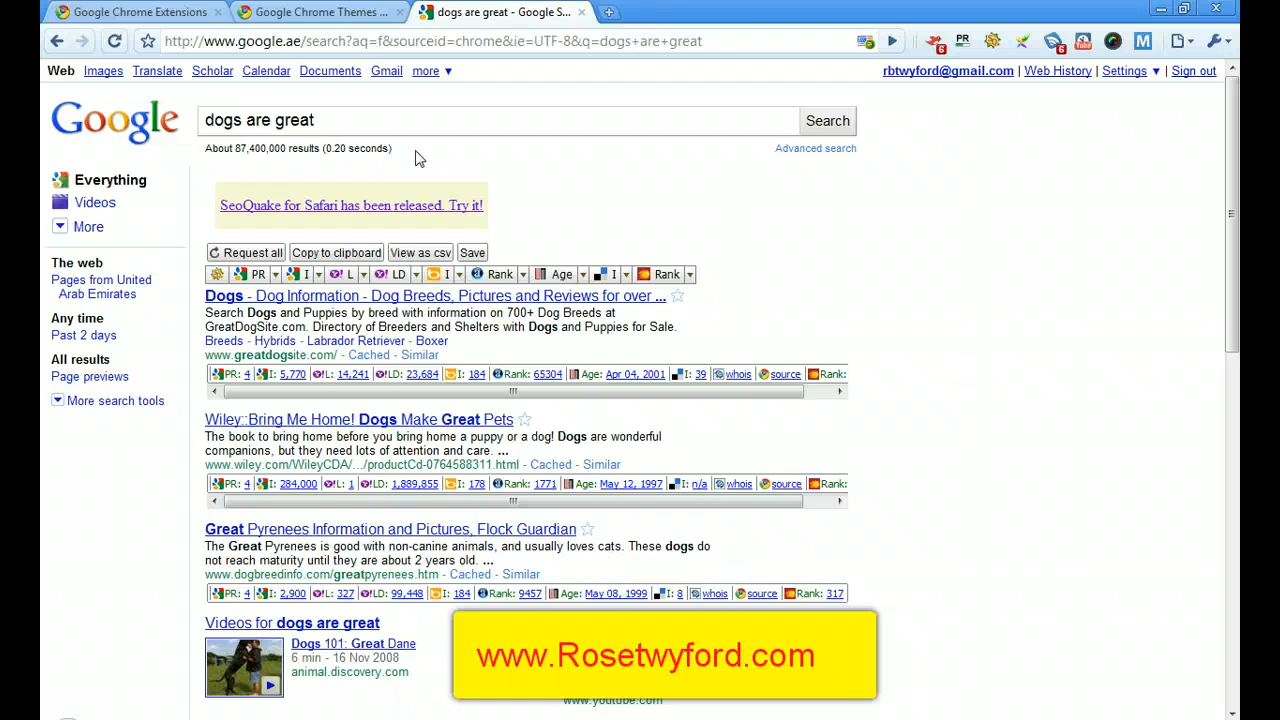 Google Chrome Extensions
Google Chrome Themes ...
dogs are great - Google S...
http://www.google.ae/search?aq=f&sourceid=chrome&ie=UTF-8&q=dogs+are+great
6 PR 6 You Tube M
Web Images Translate Scholar Calendar Documents Gmail more ▼
rbtwyford@gmail.com | Web History | Settings ▼ | Sign out
Google
dogs are great
Search
About 87,400,000 results (0.20 seconds)
Advanced search
Everything
Videos
More
The web
Pages from United
Arab Emirates
Any time
Past 2 days
All results
Page previews
More search tools
SeoQuake for Safari has been released. Try it!
Request all Copy to clipboard View as csv Save
PR I Y! L Y! LD I Rank Age I Rank
Dogs - Dog Information - Dog Breeds, Pictures and Reviews for over ...
Search Dogs and Puppies by breed with information on 700+ Dog Breeds at
GreatDogSite.com. Directory of Breeders and Shelters with Dogs and Puppies for Sale.
Breeds - Hybrids - Labrador Retriever - Boxer
www.greatdogsite.com/ - Cached - Similar
PR: 4 I: 5,770 Y!L: 14,241 Y!LD: 23,684 I: 184 Rank: 65304 Age: Apr 04, 2001 I: 39 whois source Rank:
Wiley::Bring Me Home! Dogs Make Great Pets
The book to bring home before you bring home a puppy or a dog! Dogs are wonderful
companions, but they need lots of attention and care. ...
www.wiley.com/WileyCDA/.../productCd-0764588311.html - Cached - Similar
PR: 4 I: 284,000 Y!L: 1 Y!LD: 1,889,855 I: 178 Rank: 1771 Age: May 12, 1997 I: n/a whois source Rank:
Great Pyrenees Information and Pictures, Flock Guardian
The Great Pyrenees is good with non-canine animals, and usually loves cats. These dogs do
not reach maturity until they are about 2 years old. ...
www.dogbreedinfo.com/greatpyrenees.htm - Cached - Similar
PR: 4 I: 2,900 Y!L: 327 Y!LD: 99,448 I: 184 Rank: 9457 Age: May 08, 1999 I: 8 whois source Rank: 317
Videos for dogs are great
Dogs 101: Great Dane
6 min - 16 Nov 2008
animal.discovery.com
www.Rosetwyford.com
www.youtube.com